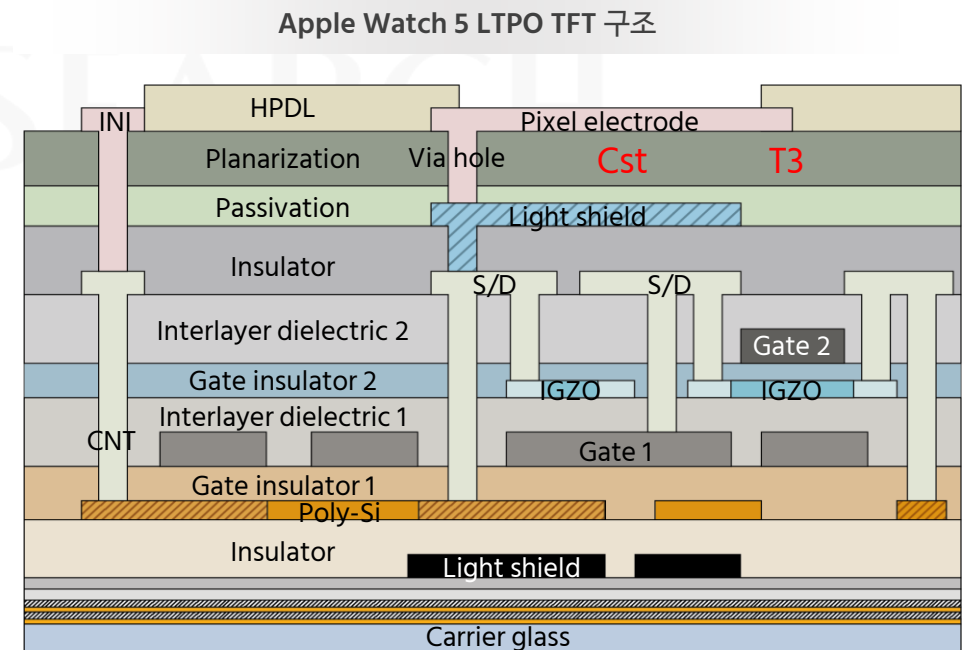 Apple Watch 5 LTPO TFT 구조
HPDL
INI
Pixel electrode
Planarization
Via hole
Cst
T3
Passivation
Light shield
Insulator
S/D
S/D
Interlayer dielectric 2
Gate 2
Gate insulator 2
IGZO
IGZO
Interlayer dielectric 1
CNT
Gate 1
Gate insulator 1
Poly-Si
Insulator
Light shield
Carrier glass